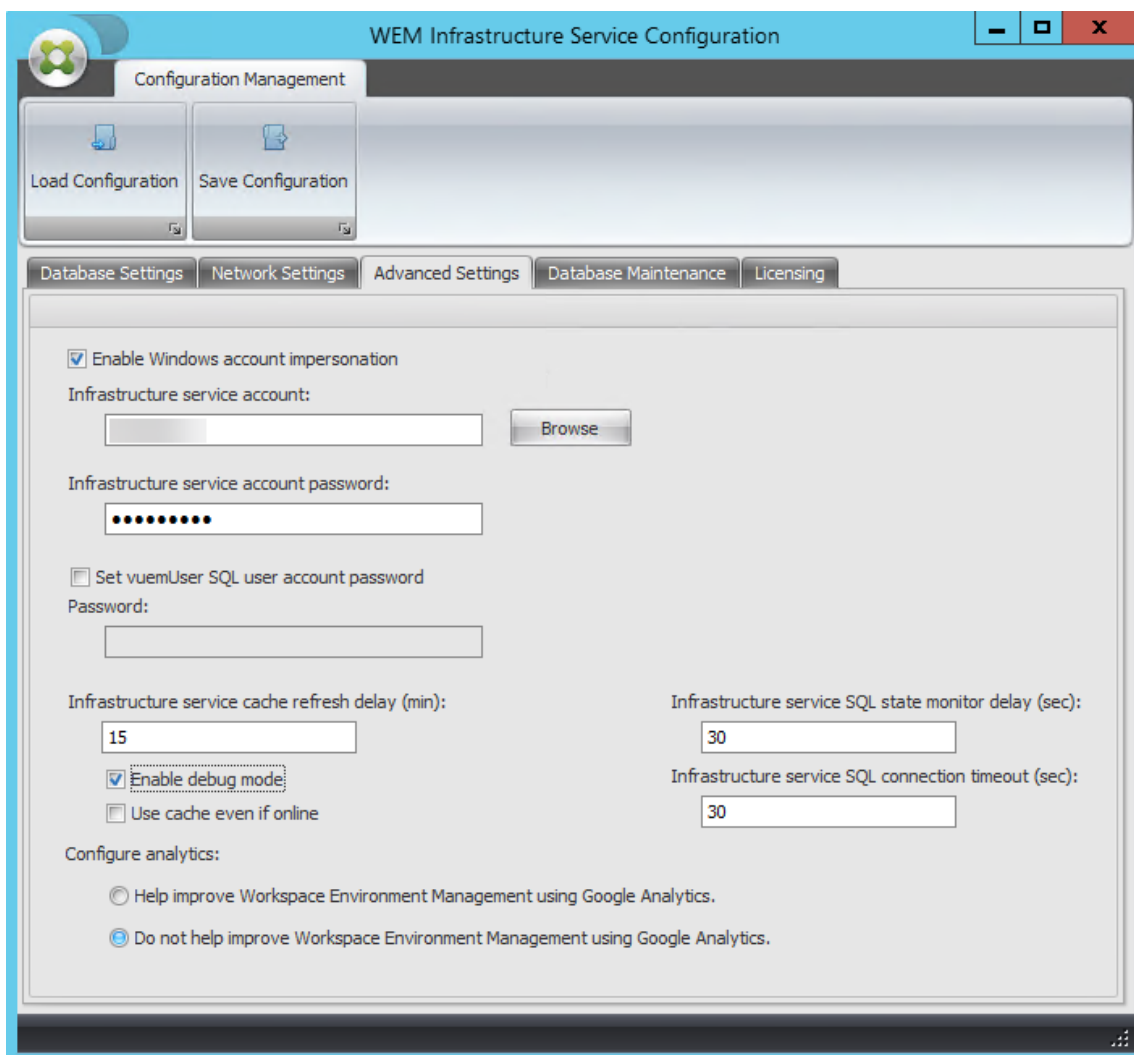 WEM Infrastructure Service Configuration
Configuration Management
Load Configuration
Save Configuration
Database Settings
Network Settings
Advanced Settings
Database Maintenance
Licensing
Enable Windows account impersonation
Infrastructure service account:
Browse
Infrastructure service account password:
•••••••••
Set vuemUser SQL user account password
Password:
Infrastructure service cache refresh delay (min):
Infrastructure service SQL state monitor delay (sec):
15
30
Enable debug mode
Infrastructure service SQL connection timeout (sec):
Use cache even if online
30
Configure analytics:
Help improve Workspace Environment Management using Google Analytics.
Do not help improve Workspace Environment Management using Google Analytics.